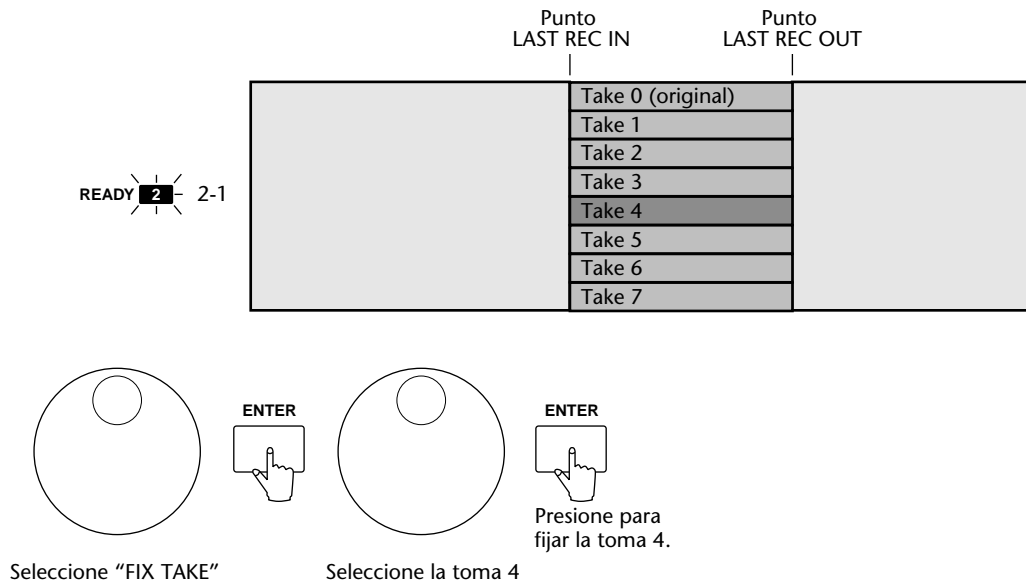 Punto
LAST REC IN
Punto
LAST REC OUT
Take 0 (original)
Take 1
Take 2
Take 3
Take 4
Take 5
Take 6
Take 7
READY 2 2-1
ENTER
ENTER
Presione para
fijar la toma 4.
Seleccione “FIX TAKE”
Seleccione la toma 4